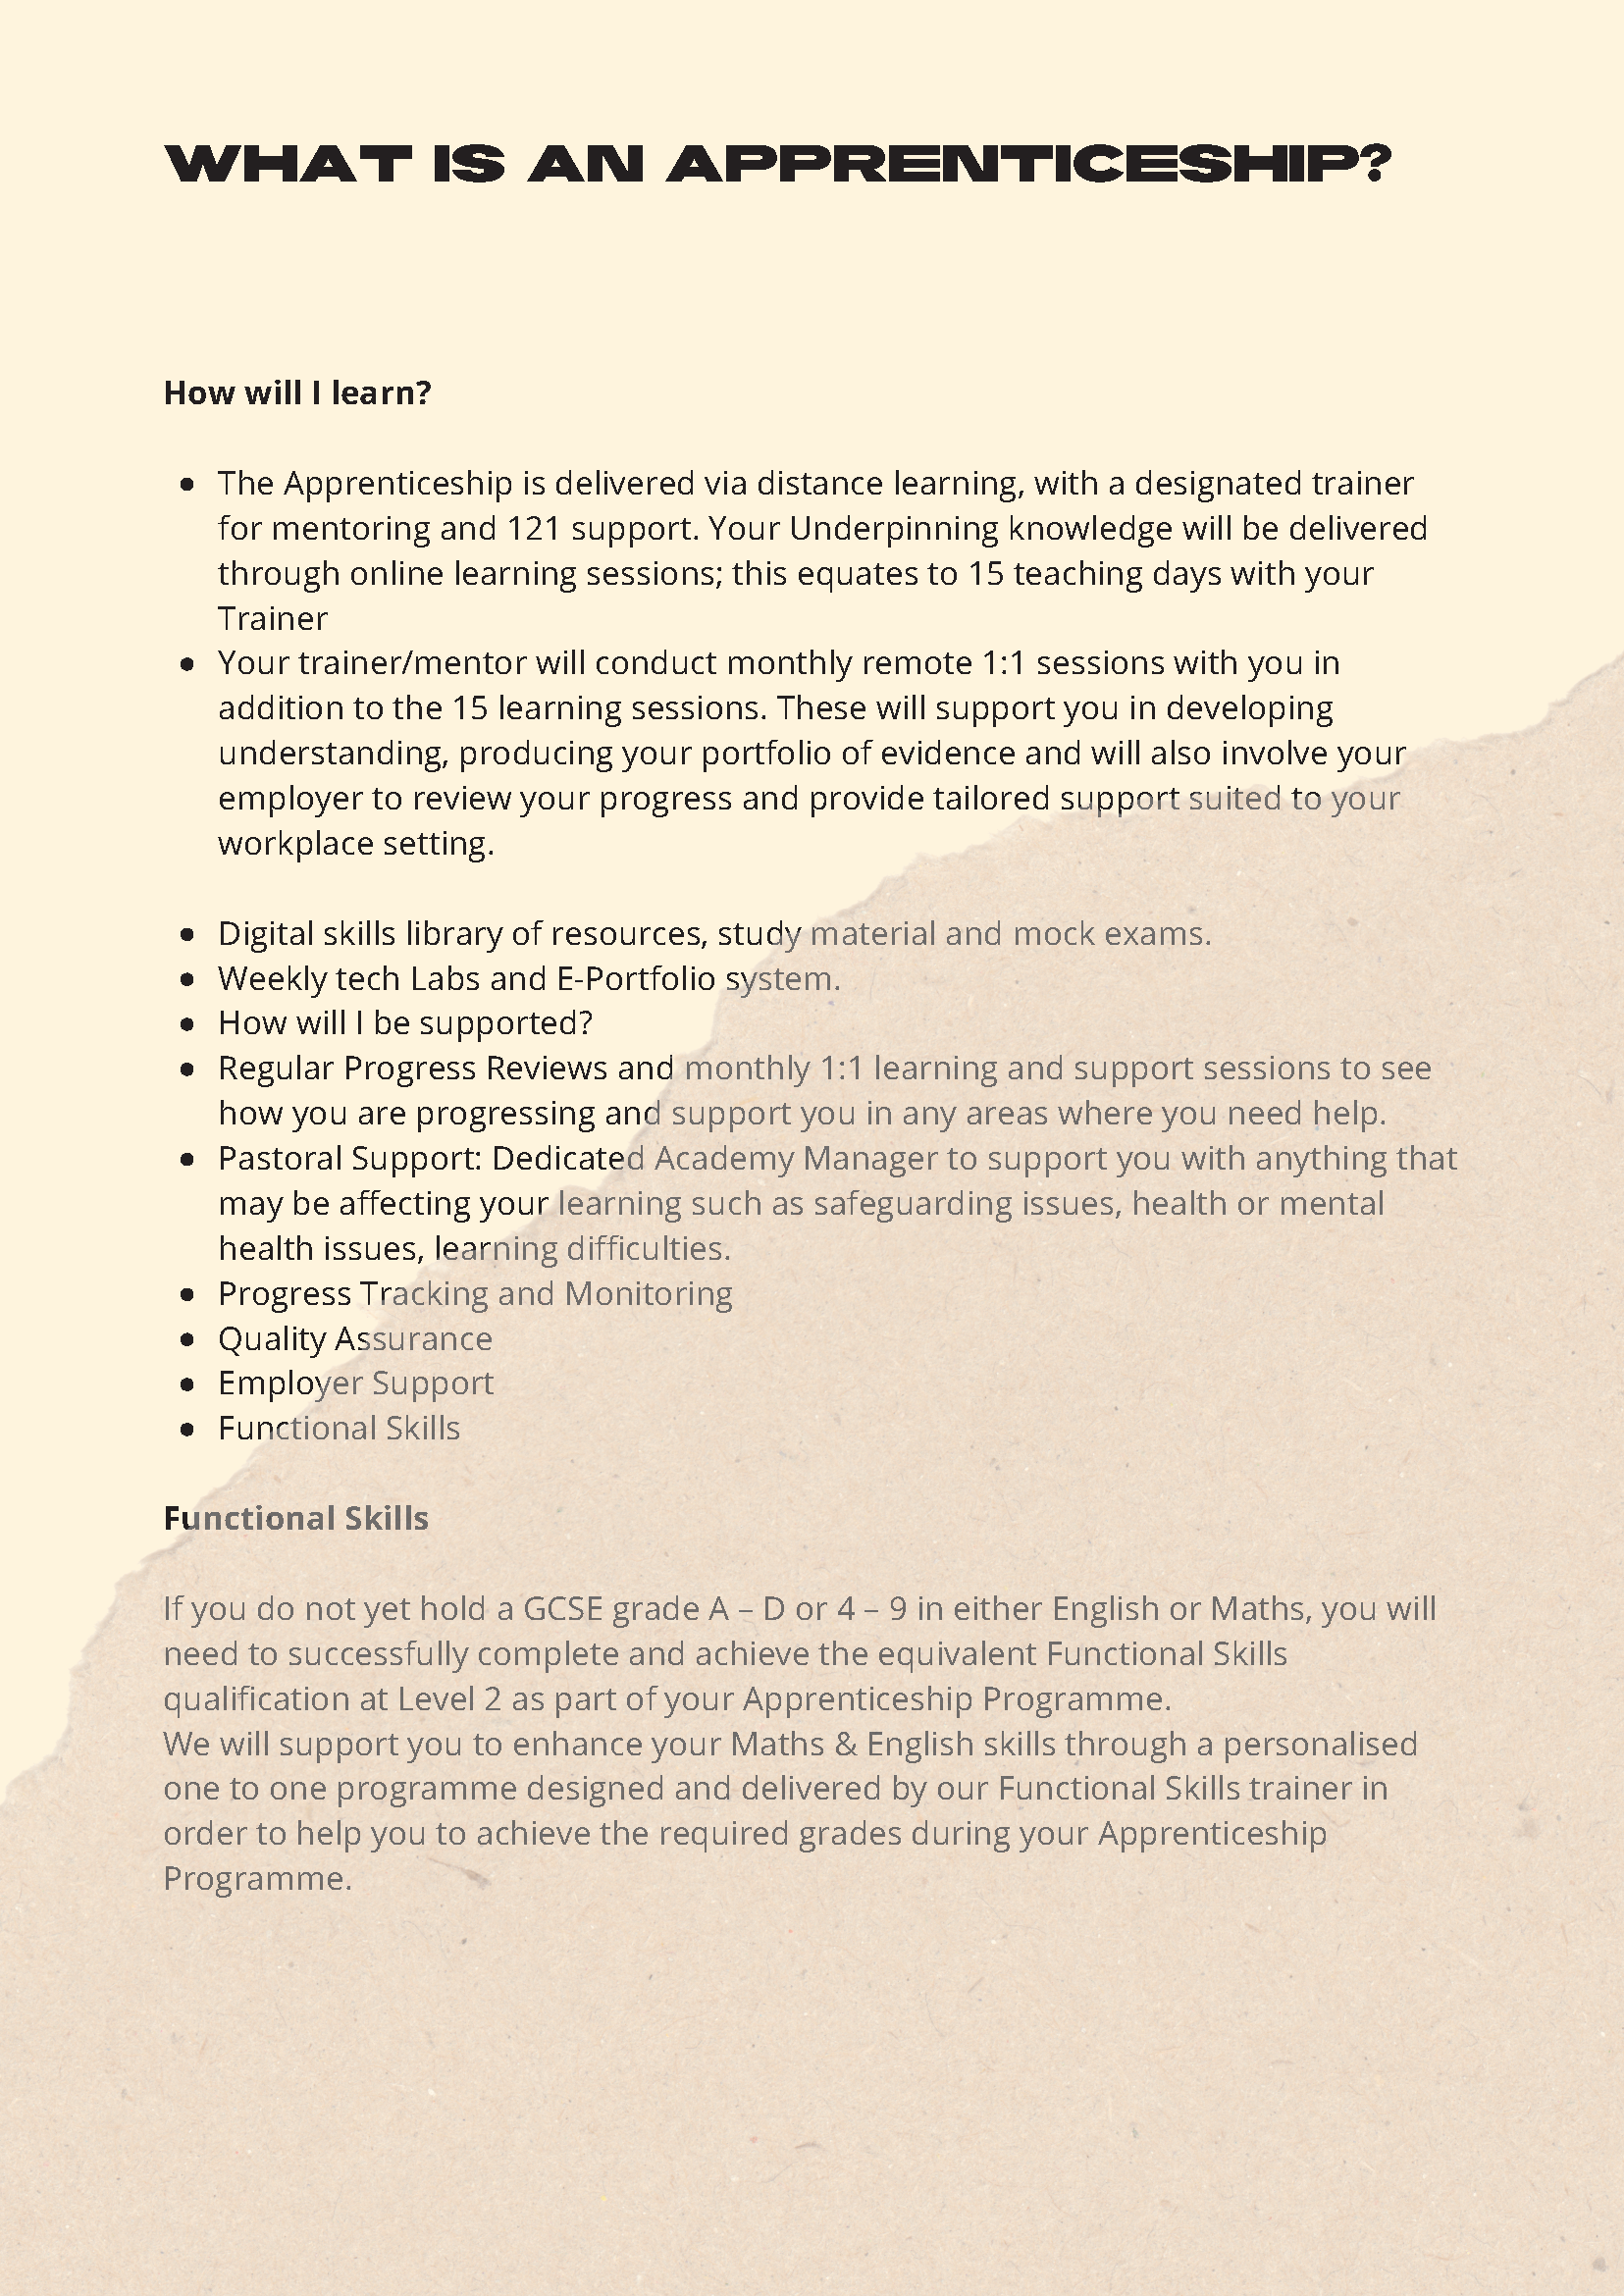 WHAT IS AN APPRENTICESHIP?
How will I learn?
• The Apprenticeship is delivered via distance learning, with a designated trainer
for mentoring and 121 support. Your Underpinning knowledge will be delivered
through online learning sessions; this equates to 15 teaching days with your
Trainer
• Your trainer/mentor will conduct monthly remote 1:1 sessions with you in
addition to the 15 learning sessions. These will support you in developing
understanding, producing your portfolio of evidence and will also involve your
employer to review your progress and provide tailored support suited to your
workplace setting.
• Digital skills library of resources, study material and mock exams.
• Weekly tech Labs and E-Portfolio system.
• How will I be supported?
• Regular Progress Reviews and monthly 1:1 learning and support sessions to see
how you are progressing and support you in any areas where you need help.
• Pastoral Support: Dedicated Academy Manager to support you with anything that
may be affecting your learning such as safeguarding issues, health or mental
health issues, learning difficulties.
• Progress Tracking and Monitoring
• Quality Assurance
• Employer Support
• Functional Skills
Functional Skills
If you do not yet hold a GCSE grade A – D or 4 – 9 in either English or Maths, you will
need to successfully complete and achieve the equivalent Functional Skills
qualification at Level 2 as part of your Apprenticeship Programme.
We will support you to enhance your Maths & English skills through a personalised
one to one programme designed and delivered by our Functional Skills trainer in
order to help you to achieve the required grades during your Apprenticeship
Programme.